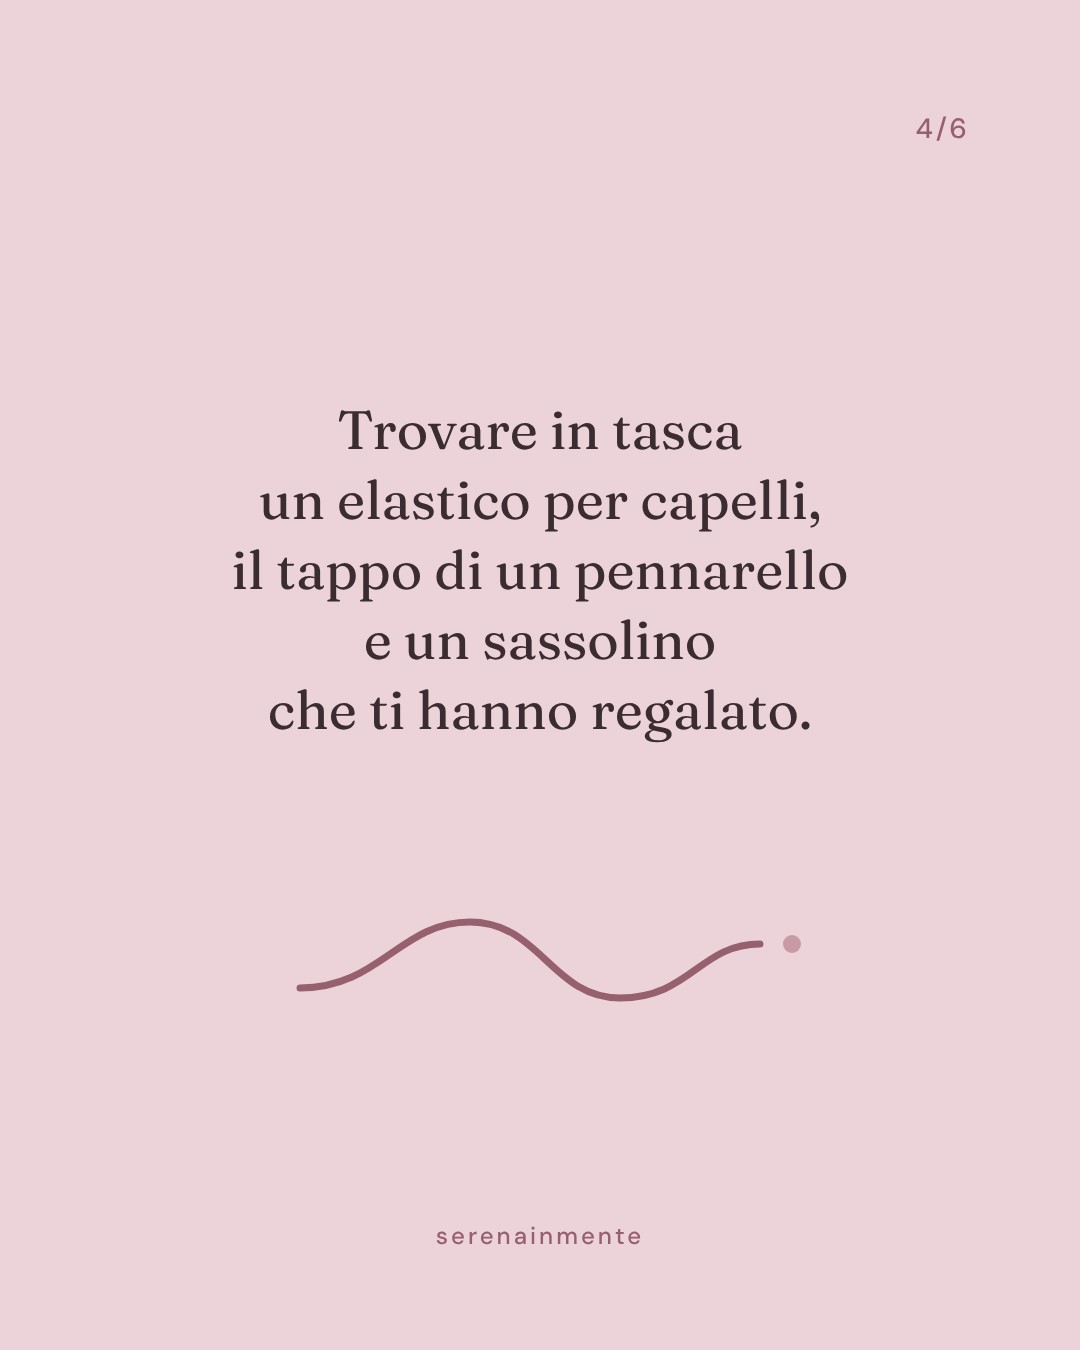 4/6
Trovare in tasca
un elastico per capelli,
il tappo di un pennarello
e un sassolino
che ti hanno regalato.
serenainmente